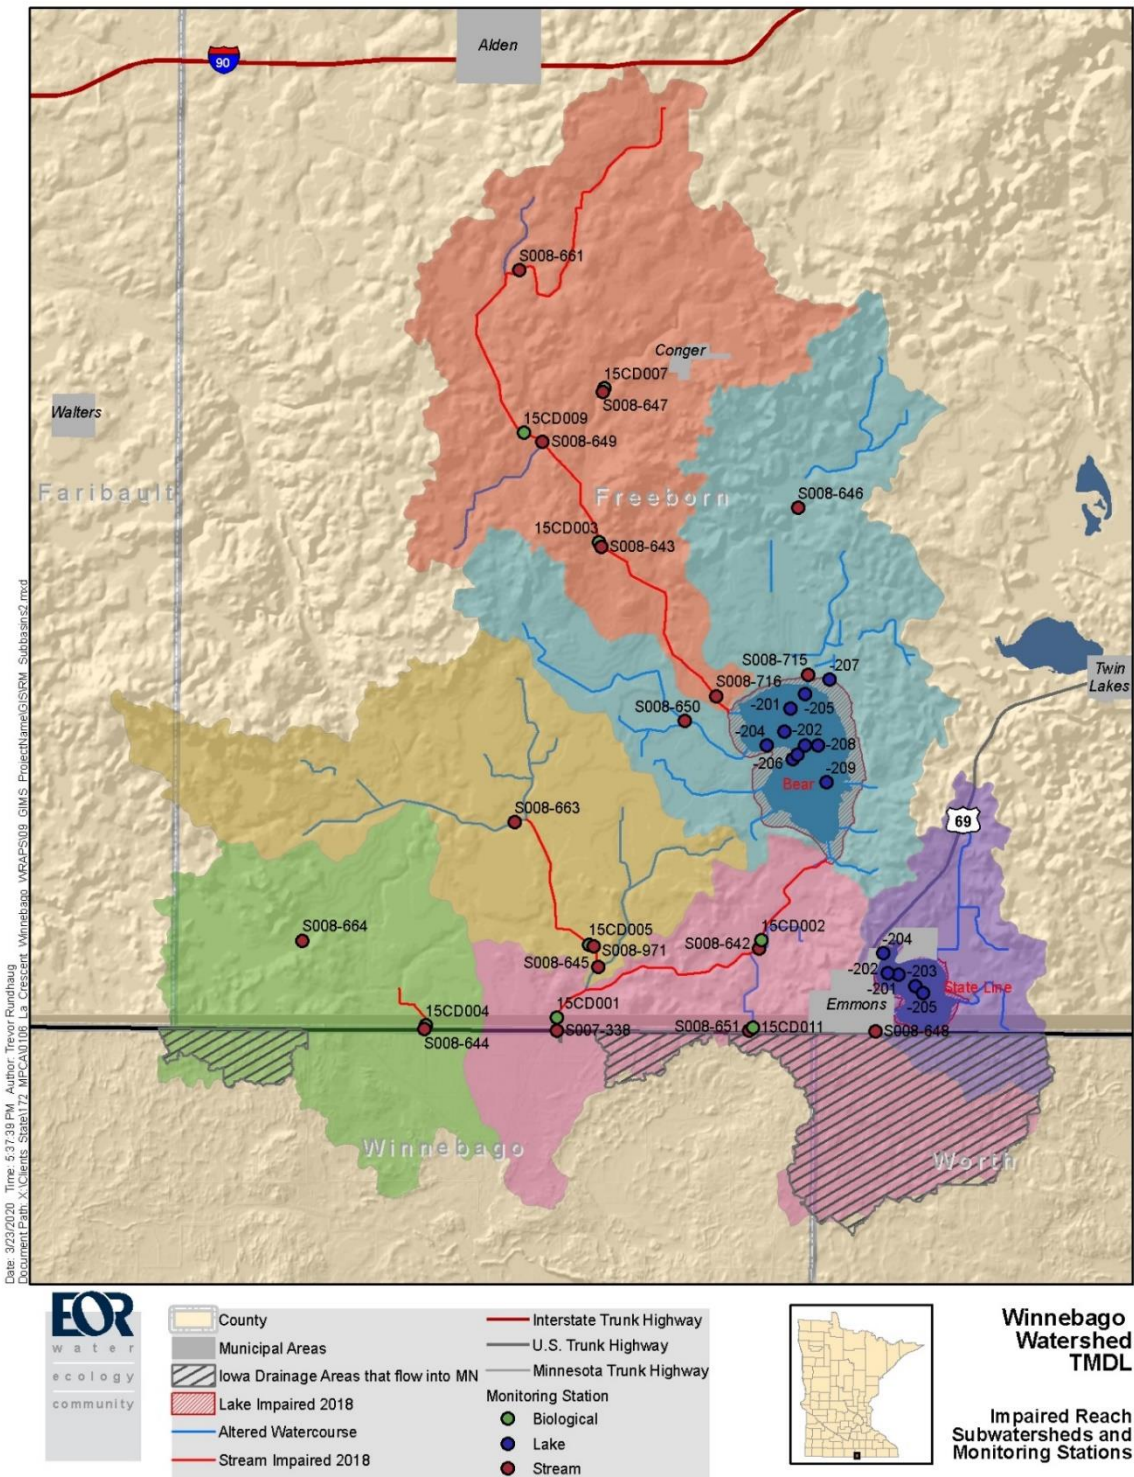 Alden
90
S008-661
Conger
15CD007
S008-647
Walters
15CD009
S008-649
Faribault
Freeborn
S008-646
15CD003
S008-643
S008-715
-207
Twin
Lakes
S008-716
-201
-205
S008-650
-204
-202
-208
-206
-209
Bear
S008-663
69
S008-664
15CD005
S008-971
S008-645
15CD002
S008-642
-204
-202
-203
-201
State Line
-205
Emmons
15CD004
S008-644
15CD001
S007-338
S008-651
15CD011
S008-648
Winnebago
Worth
Date: 3/23/2020 Time: 5:37:39 PM Author: Trevor Rundhaug
Document Path: X:\Clients_State\172_MPCA\0106_La_Crescent_Winnebago_WRAPS\09_GIMS_ProjectName\GIS\RM_Subbasins2.mxd
EOR
water
ecology
community
County
Municipal Areas
Iowa Drainage Areas that flow into MN
Lake Impaired 2018
Altered Watercourse
Stream Impaired 2018
Interstate Trunk Highway
U.S. Trunk Highway
Minnesota Trunk Highway
Monitoring Station
Biological
Lake
Stream
Winnebago
Watershed
TMDL
Impaired Reach
Subwatersheds and
Monitoring Stations